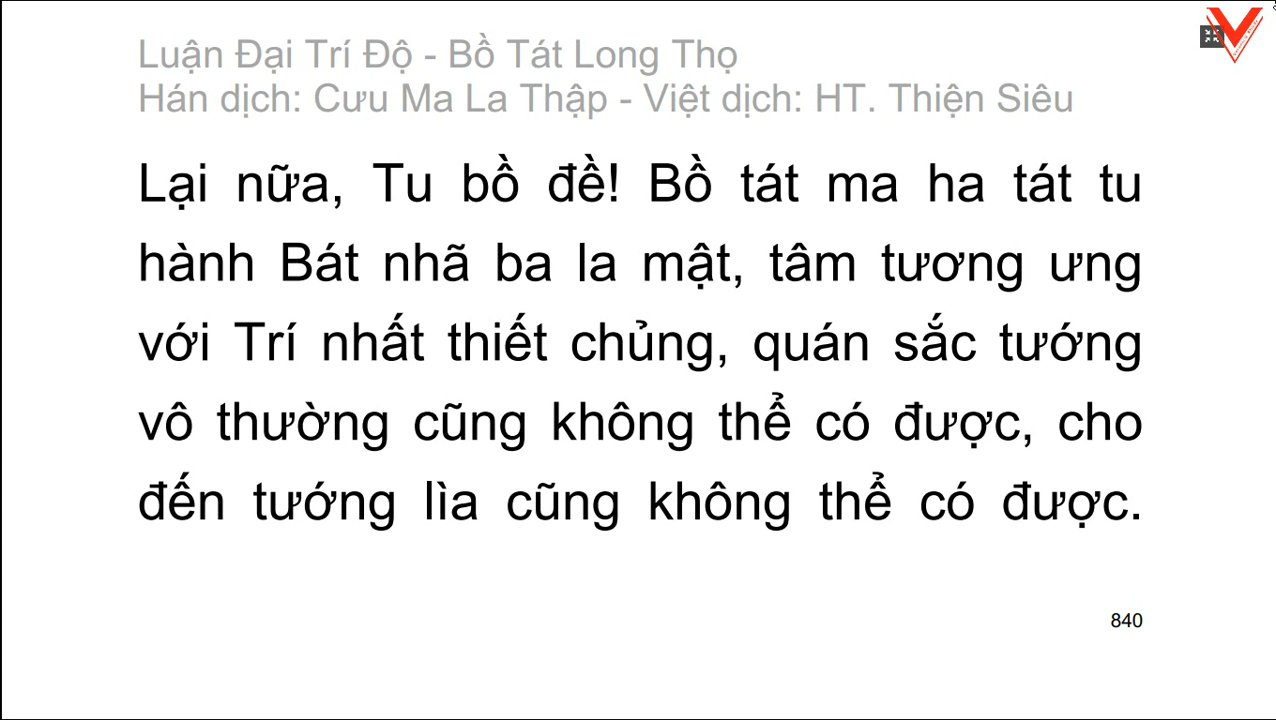 Luận Đại Trí Độ - Bồ Tát Long Thọ
Hán dịch: Cưu Ma La Thập - Việt dịch: HT. Thiện Siêu
Lại nữa, Tu bồ đề! Bồ tát ma ha tát tu
hành Bát nhã ba la mật, tâm tương ưng
với Trí nhất thiết chủng, quán sắc tướng
vô thường cũng không thể có được, cho
đến tướng lìa cũng không thể có được.
840